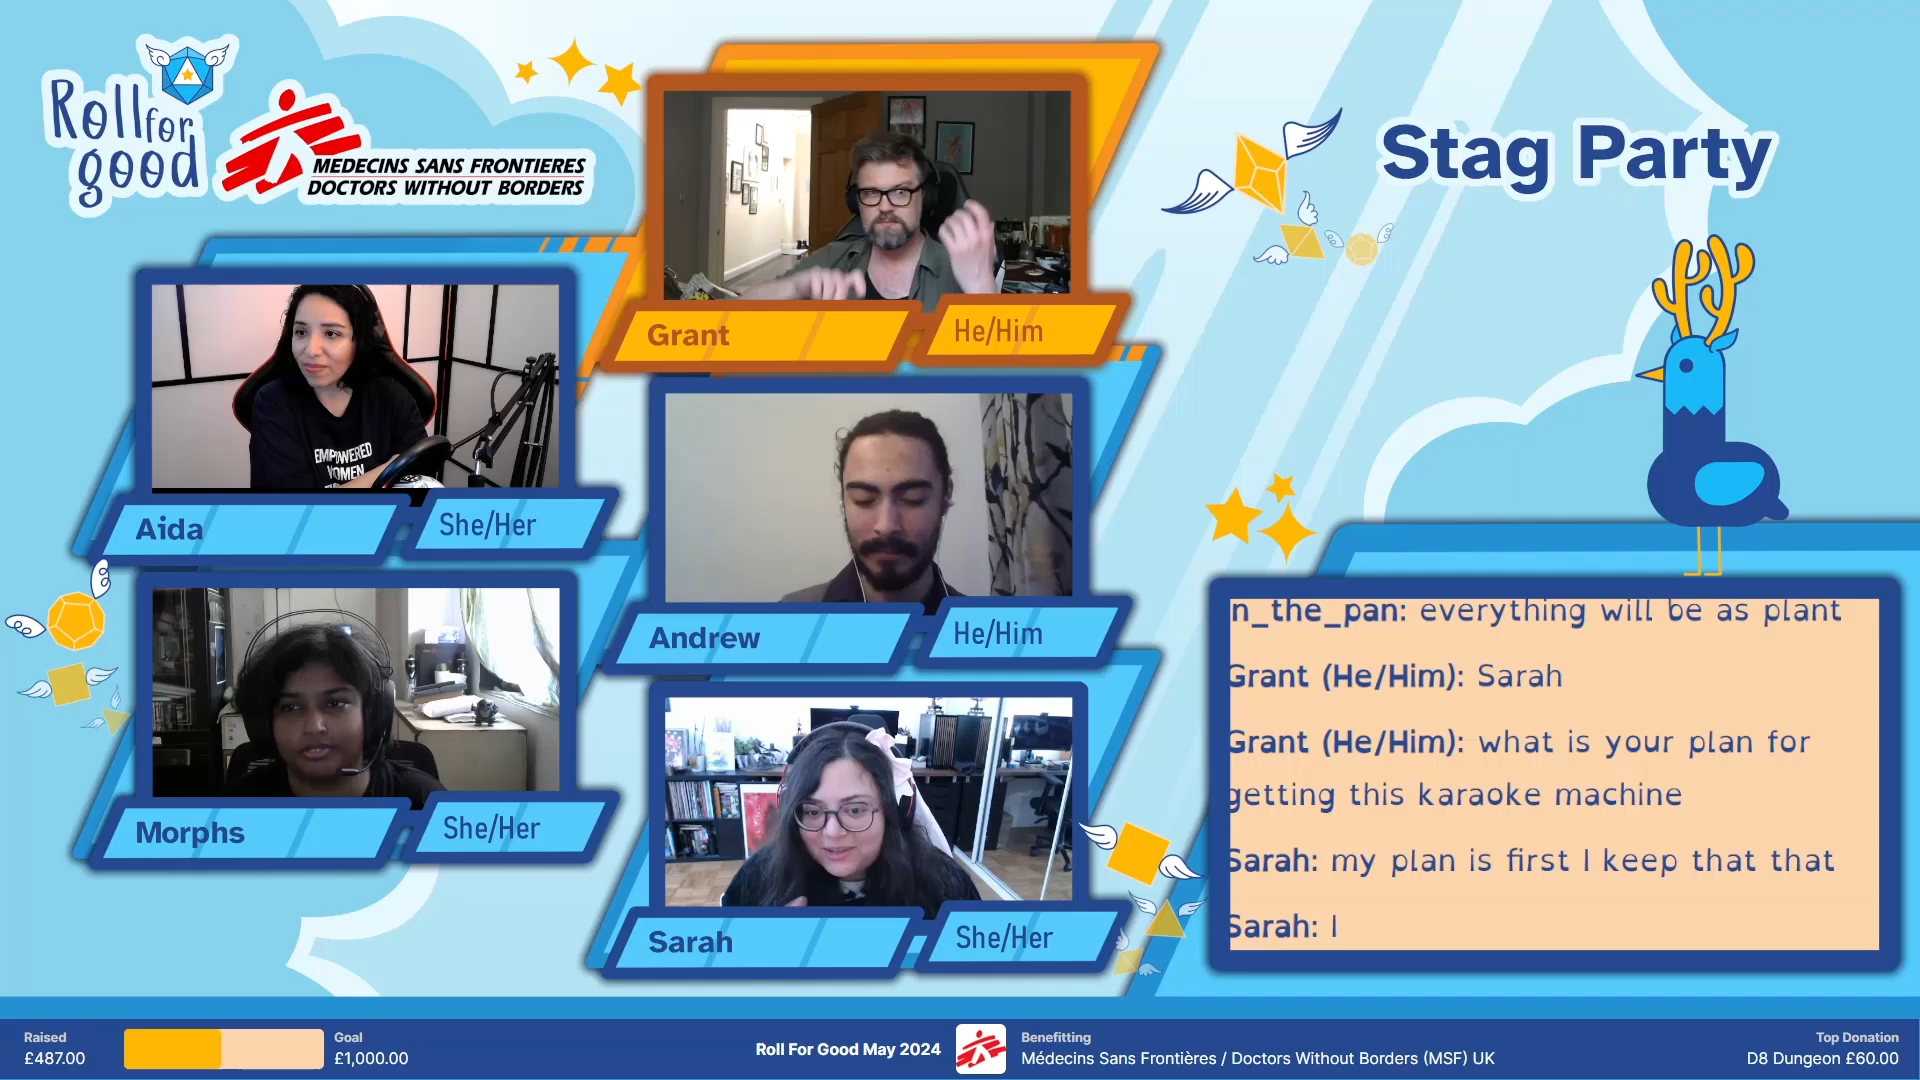 Roll for good
MEDECINS SANS FRONTIERES
DOCTORS WITHOUT BORDERS
Stag Party
Grant
He/Him
EMPOWERED
WOMEN
Aida
She/Her
Andrew
He/Him
Morphs
She/Her
Sarah
She/Her
n_the_pan: everything will be as plant
Grant (He/Him): Sarah
Grant (He/Him): what is your plan for
getting this karaoke machine
Sarah: my plan is first I keep that that
Sarah: I
Raised
£487.00
Goal
£1,000.00
Roll For Good May 2024
Benefitting
Médecins Sans Frontières / Doctors Without Borders (MSF) UK
Top Donation
D8 Dungeon £60.00